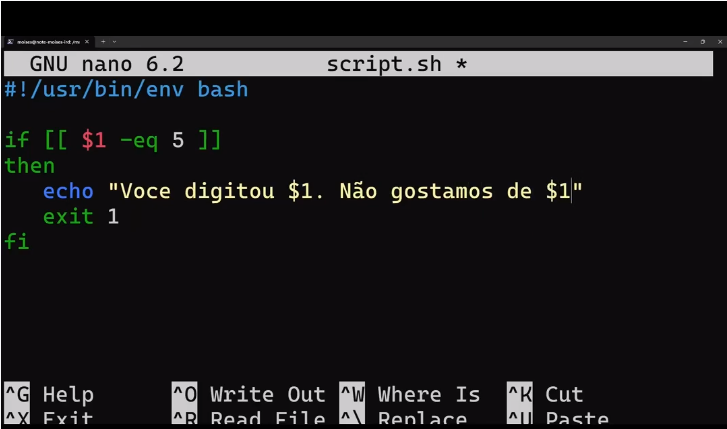 GNU nano 6.2 script.sh *
#!/usr/bin/env bash
if [[ $1 -eq 5 ]]
then
echo "Voce digitou $1. Não gostamos de $1"
exit 1
fi
^G Help ^O Write Out ^W Where Is ^K Cut
^X Exit ^R Read File ^\ Replace ^U Paste